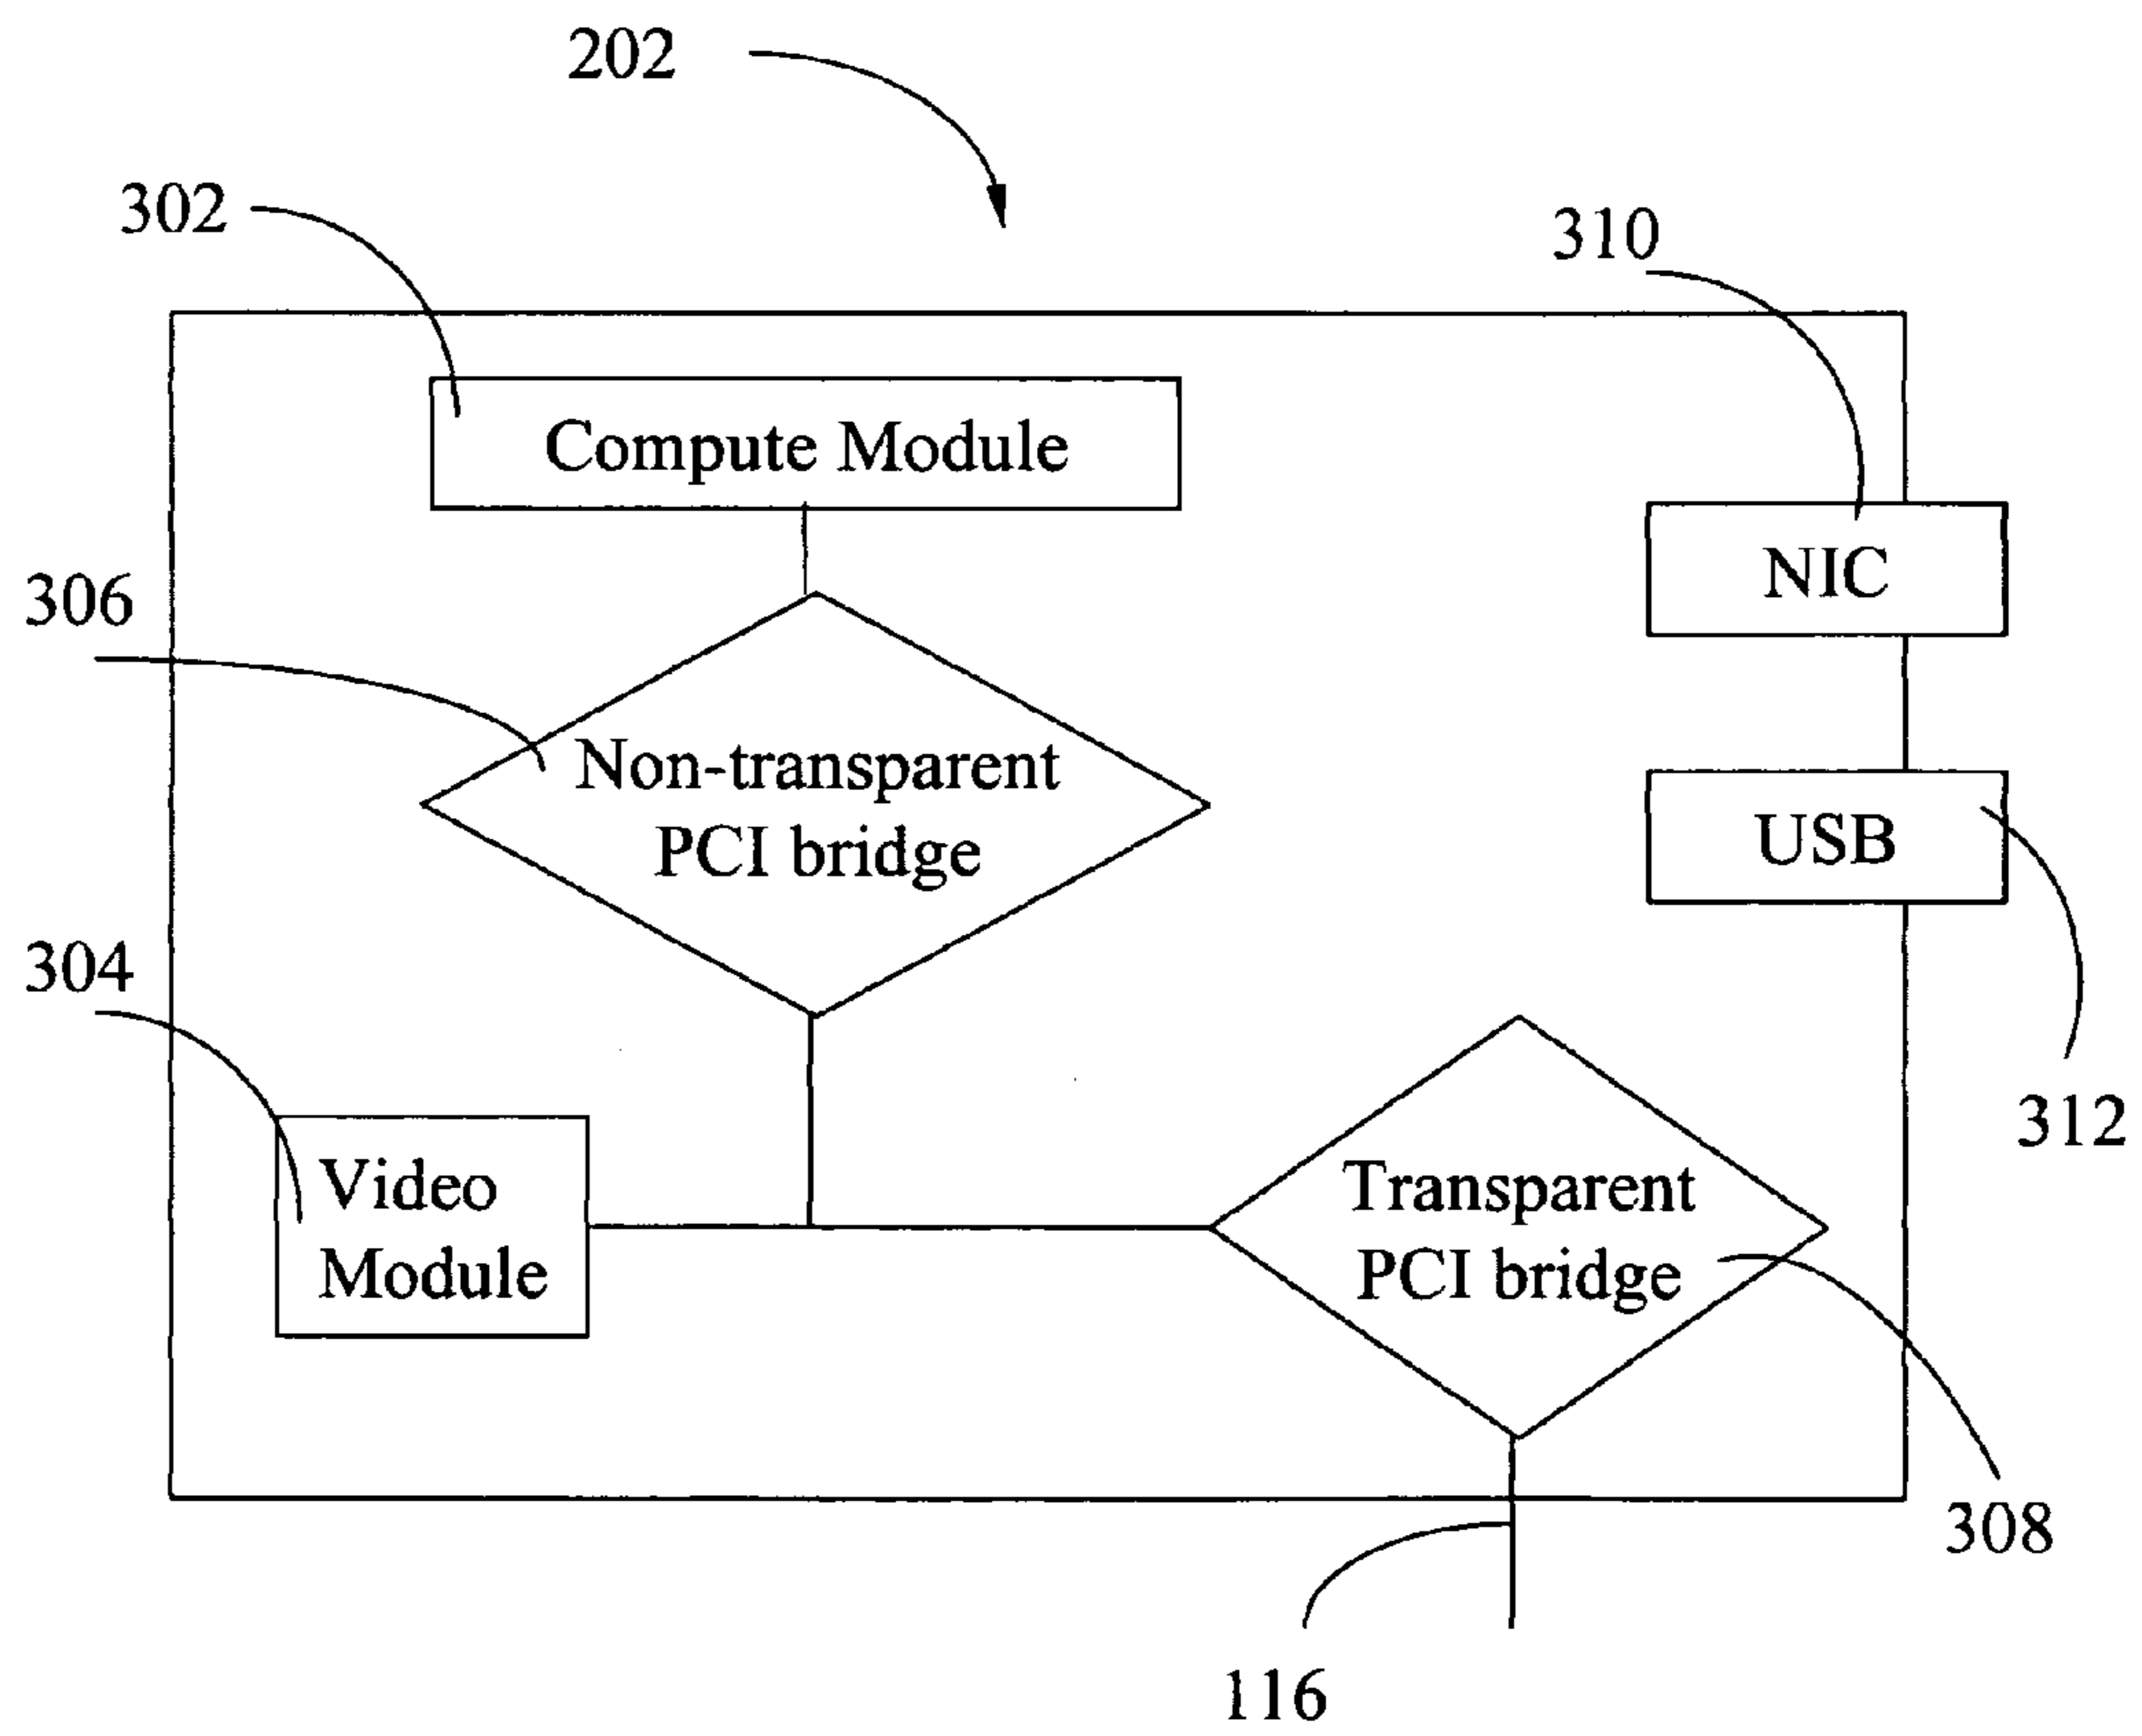 202
302
310
Compute Module
NIC
306
Non-transparent
PCI bridge
USB
304
312
Video
Module
Transparent
PCI bridge
308
116